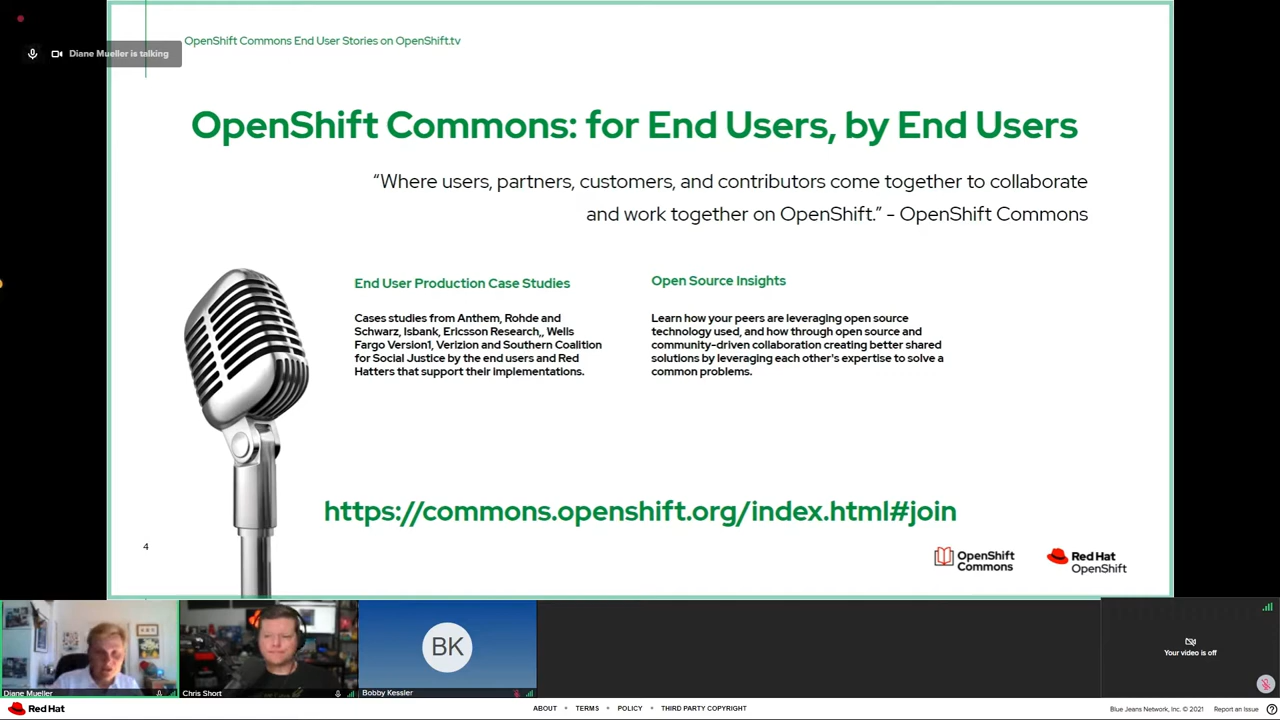 OpenShift Commons End User Stories on OpenShift.tv
Diane Mueller is talking
OpenShift Commons: for End Users, by End Users
“Where users, partners, customers, and contributors come together to collaborate
and work together on OpenShift.” - OpenShift Commons
End User Production Case Studies
Cases studies from Anthem, Rohde and
Schwarz, Isbank, Ericsson Research,, Wells
Fargo Version1, Verizion and Southern Coalition
for Social Justice by the end users and Red
Hatters that support their implementations.
Open Source Insights
Learn how your peers are leveraging open source
technology used, and how through open source and
community-driven collaboration creating better shared
solutions by leveraging each other's expertise to solve a
common problems.
https://commons.openshift.org/index.html#join
4
OpenShift
Commons
Red Hat
OpenShift
BK
Your video is off
Diane Mueller
Chris Short
Bobby Kessler
Red Hat
ABOUT • TERMS • POLICY • THIRD PARTY COPYRIGHT
Blue Jeans Network, Inc. © 2021 Report an Issue ?